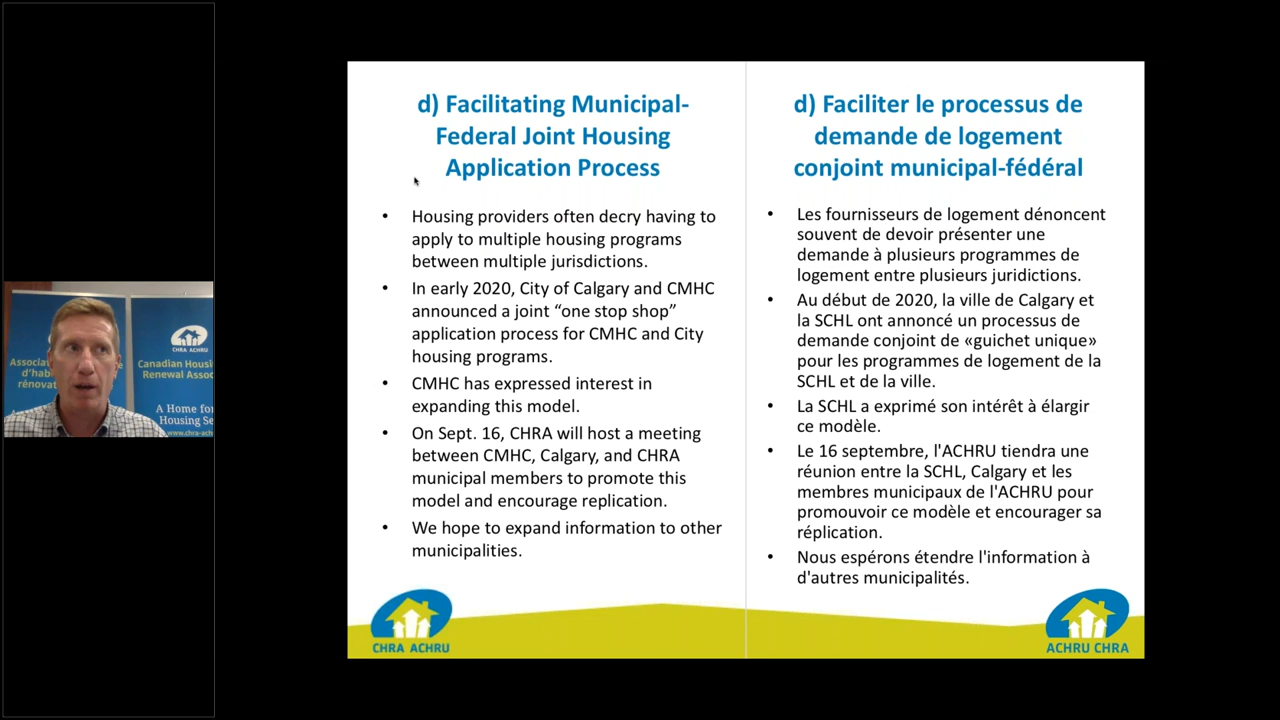 d) Facilitating Municipal-
Federal Joint Housing
Application Process
• Housing providers often decry having to
apply to multiple housing programs
between multiple jurisdictions.
• In early 2020, City of Calgary and CMHC
announced a joint “one stop shop”
application process for CMHC and City
housing programs.
• CMHC has expressed interest in
expanding this model.
• On Sept. 16, CHRA will host a meeting
between CMHC, Calgary, and CHRA
municipal members to promote this
model and encourage replication.
• We hope to expand information to other
municipalities.
CHRA ACHRU
d) Faciliter le processus de
demande de logement
conjoint municipal-fédéral
• Les fournisseurs de logement dénoncent
souvent de devoir présenter une
demande à plusieurs programmes de
logement entre plusieurs juridictions.
• Au début de 2020, la ville de Calgary et
la SCHL ont annoncé un processus de
demande conjoint de «guichet unique»
pour les programmes de logement de la
SCHL et de la ville.
• La SCHL a exprimé son intérêt à élargir
ce modèle.
• Le 16 septembre, l'ACHRU tiendra une
réunion entre la SCHL, Calgary et les
membres municipaux de l'ACHRU pour
promouvoir ce modèle et encourager sa
réplication.
• Nous espérons étendre l'information à
d'autres municipalités.
ACHRU CHRA
CHRA ACHRU
Associat
d'hab
rénova
Canadian Hous
Renewal Assoc
A Home for
Housing Se
www.chra-ach